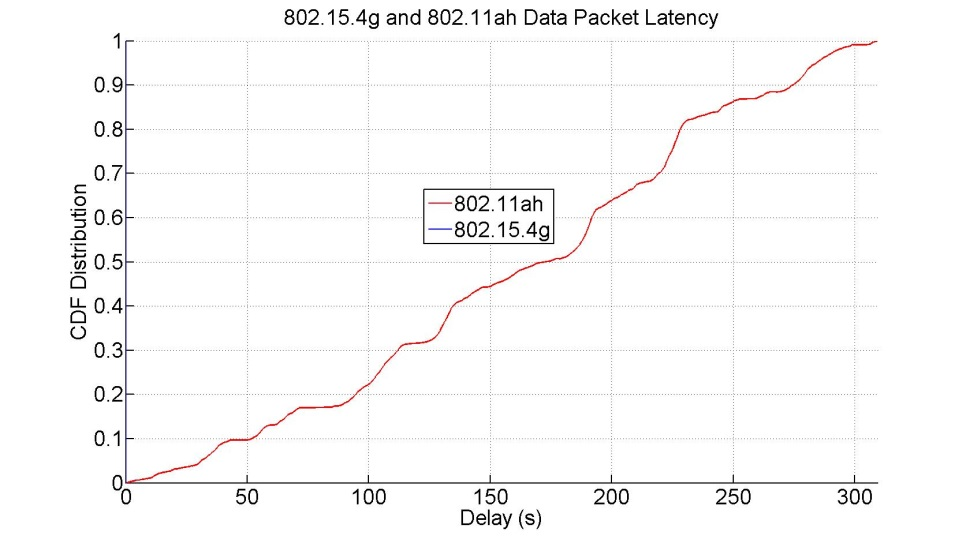 802.15.4g and 802.11ah Data Packet Latency
1
0.9
0.8
0.7
0.6
0.5
0.4
0.3
0.2
0.1
0
CDF Distribution
802.11ah
802.15.4g
0 50 100 150 200 250 300
Delay (s)